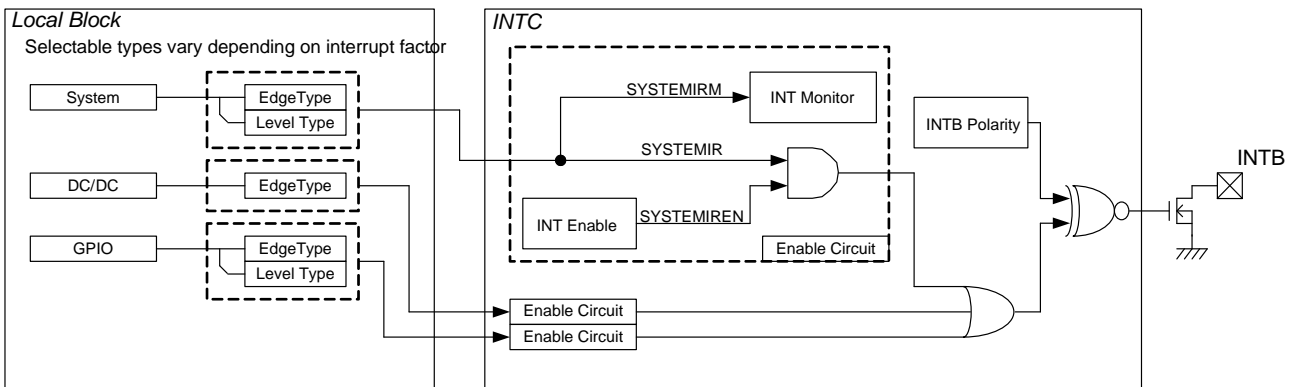 Local Block
Selectable types vary depending on interrupt factor
System
EdgeType
Level Type
DC/DC
EdgeType
GPIO
EdgeType
Level Type
INTC
SYSTEMIRM
INT Monitor
SYSTEMIR
INT Enable
SYSTEMIREN
Enable Circuit
INTB Polarity
INTB
Enable Circuit
Enable Circuit